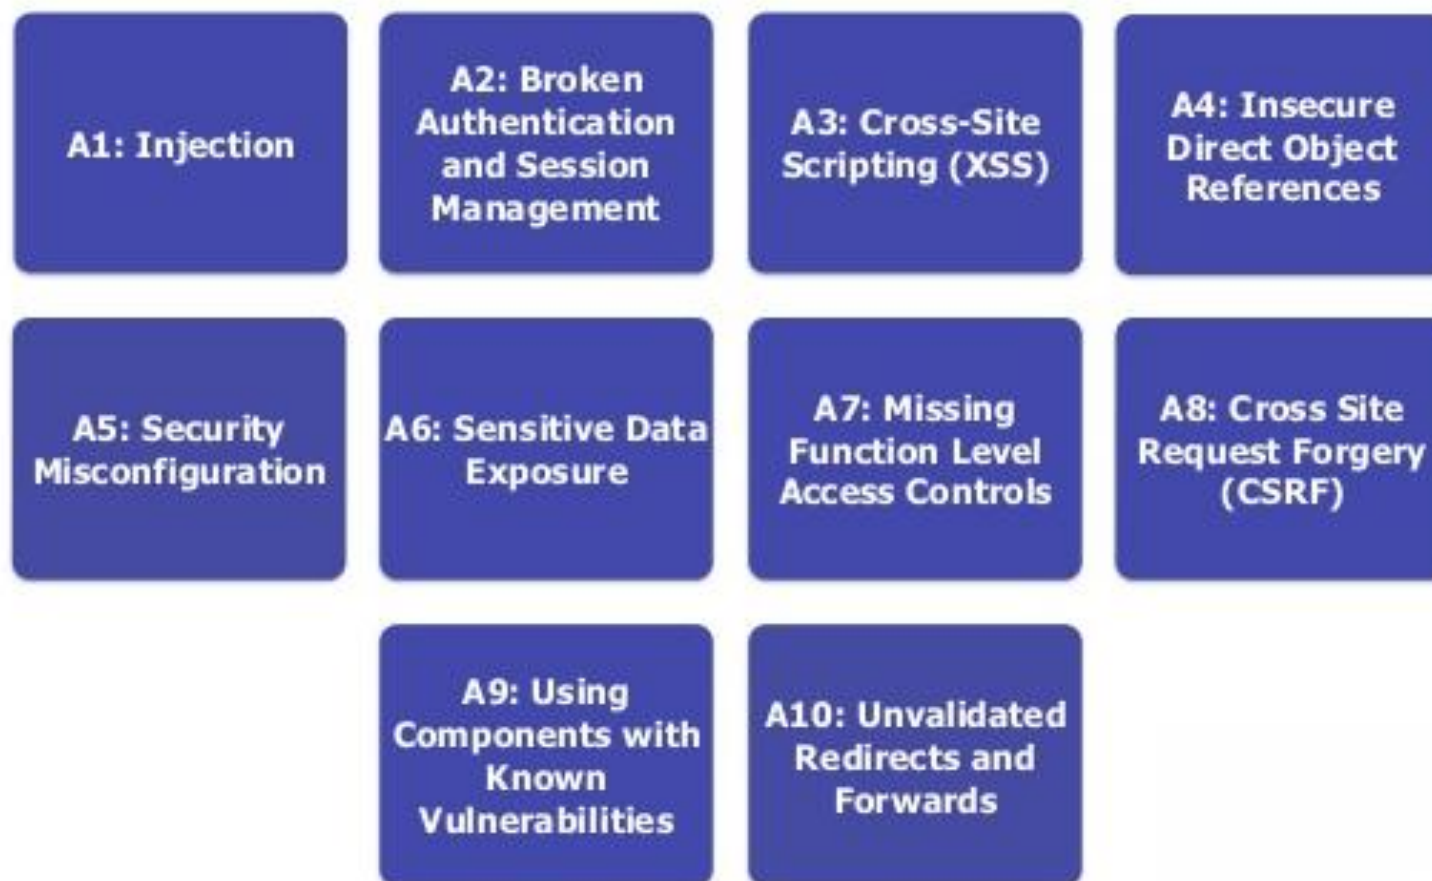 A1: Injection
A2: Broken
Authentication
and Session
Management
A3: Cross-Site
Scripting (XSS)
A4: Insecure
Direct Object
References
A5: Security
Misconfiguration
A6: Sensitive Data
Exposure
A7: Missing
Function Level
Access Controls
A8: Cross Site
Request Forgery
(CSRF)
A9: Using
Components with
Known
Vulnerabilities
A10: Unvalidated
Redirects and
Forwards